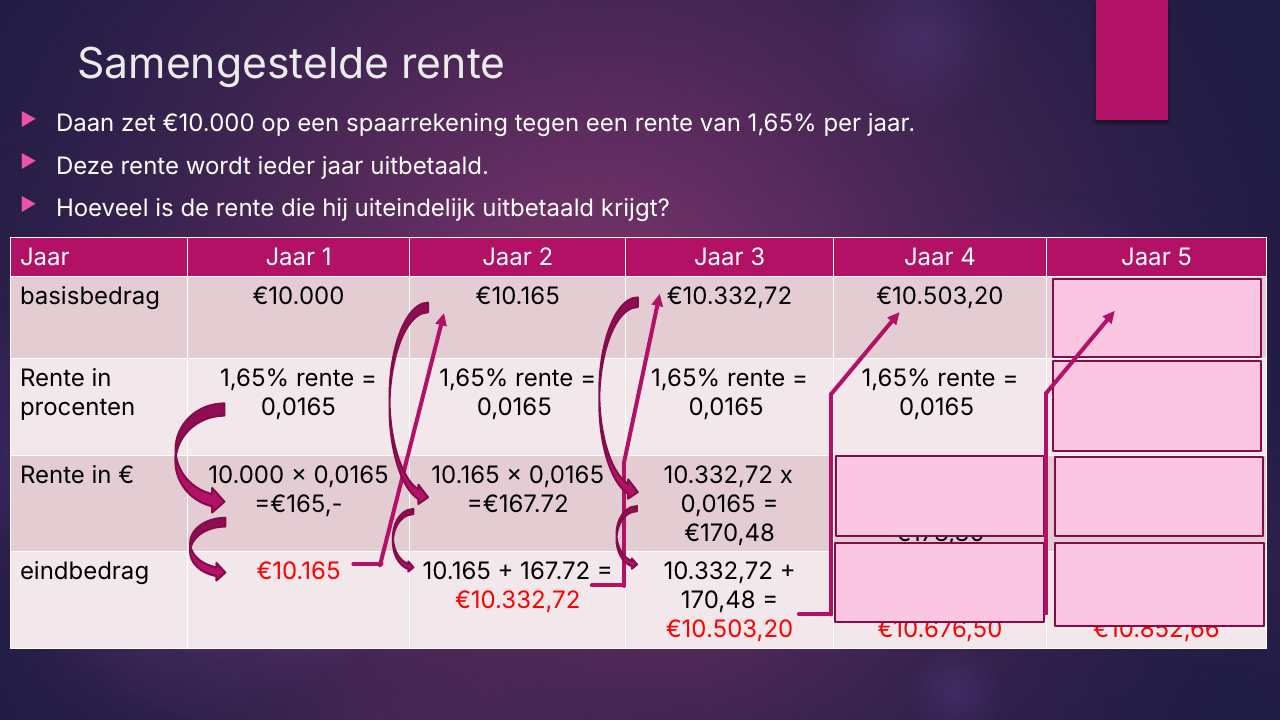 Samengestelde rente
Daan zet €10.000 op een spaarrekening tegen een rente van 1,65% per jaar.
Deze rente wordt ieder jaar uitbetaald.
Hoeveel is de rente die hij uiteindelijk uitbetaald krijgt?
Jaar Jaar 1 Jaar 2 Jaar 3 Jaar 4 Jaar 5
basisbedrag €10.000 €10.165 €10.332,72 €10.503,20
Rente in 1,65% rente = 1,65% rente = 1,65% rente = 1,65% rente =
procenten 0,0165 0,0165 0,0165 0,0165
Rente in € 10.000 × 0,0165 10.165 × 0,0165 10.332,72 x
=€165,- =€167.72 0,0165 =
€170,48
eindbedrag €10.165 10.165 + 167.72 = 10.332,72 +
€10.332,72 170,48 =
€10.503,20 €10.676,50 €10.852,66